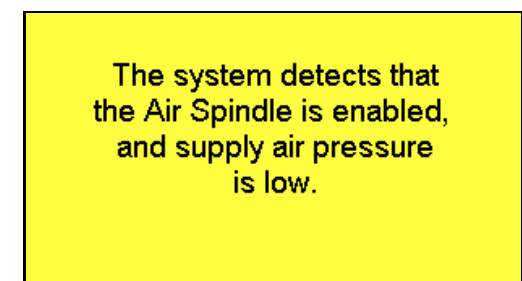 The system detects that
the Air Spindle is enabled,
and supply air pressure
is low.